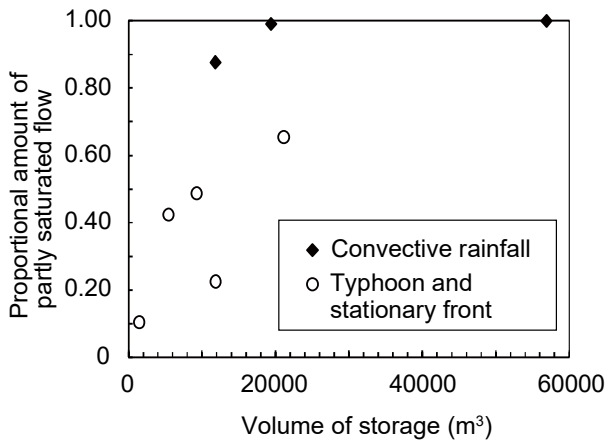 Proportional amount of
partly saturated flow
1.00
0.80
0.60
0.40
0.20
0
Convective rainfall
Typhoon and
stationary front
0 20000 40000 60000
Volume of storage (m³)